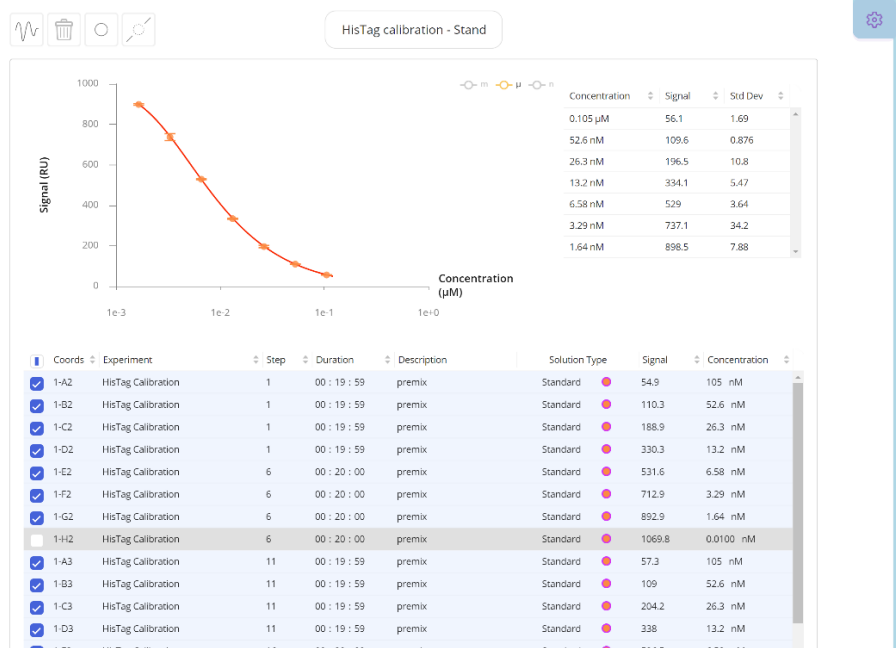 HisTag calibration - Stand
m μ n
1000
800
600
400
200
0
Signal (RU)
1e-3 1e-2 1e-1 1e+0
Concentration
(μM)
Concentration Signal Std Dev
0.105 μM 56.1 1.69
52.6 nM 109.6 0.876
26.3 nM 196.5 10.8
13.2 nM 334.1 5.47
6.58 nM 529 3.64
3.29 nM 737.1 34.2
1.64 nM 898.5 7.88
Coords Experiment Step Duration Description Solution Type Signal Concentration
1-A2 HisTag Calibration 1 00 : 19 : 59 premix Standard 54.9 105 nM
1-B2 HisTag Calibration 1 00 : 19 : 59 premix Standard 110.3 52.6 nM
1-C2 HisTag Calibration 1 00 : 19 : 59 premix Standard 188.9 26.3 nM
1-D2 HisTag Calibration 1 00 : 19 : 59 premix Standard 330.3 13.2 nM
1-E2 HisTag Calibration 6 00 : 20 : 00 premix Standard 531.6 6.58 nM
1-F2 HisTag Calibration 6 00 : 20 : 00 premix Standard 712.9 3.29 nM
1-G2 HisTag Calibration 6 00 : 20 : 00 premix Standard 892.9 1.64 nM
1-H2 HisTag Calibration 6 00 : 20 : 00 premix Standard 1069.8 0.0100 nM
1-A3 HisTag Calibration 11 00 : 19 : 59 premix Standard 57.3 105 nM
1-B3 HisTag Calibration 11 00 : 19 : 59 premix Standard 109 52.6 nM
1-C3 HisTag Calibration 11 00 : 19 : 59 premix Standard 204.2 26.3 nM
1-D3 HisTag Calibration 11 00 : 19 : 59 premix Standard 338 13.2 nM